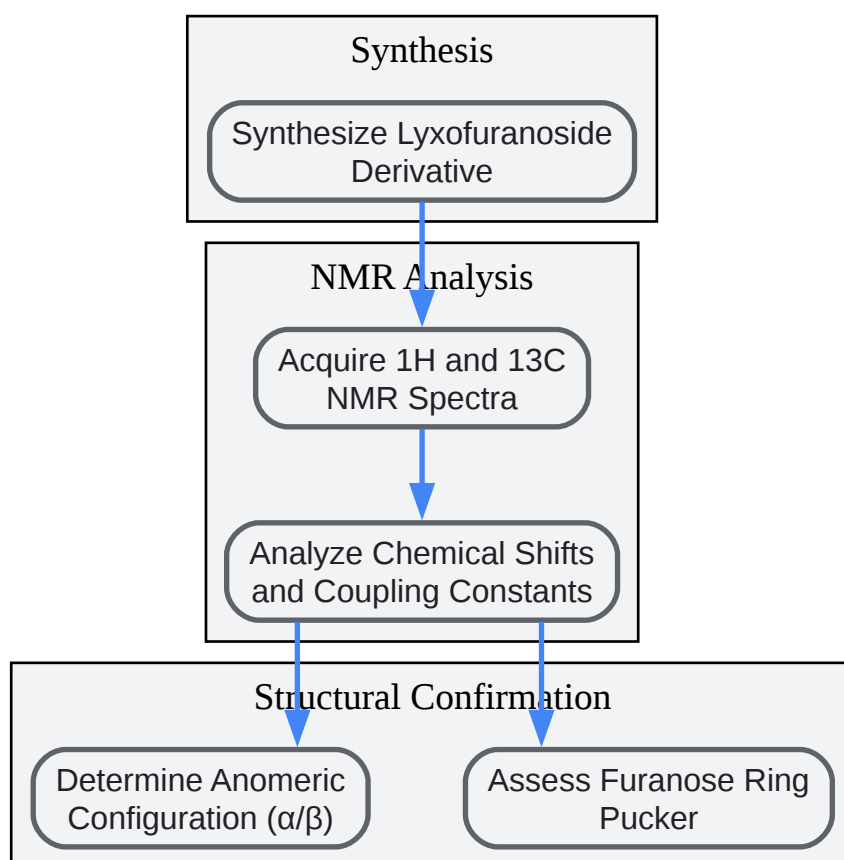 Synthesis
Synthesize Lyxofuranoside
Derivative
NMR Analysis
Acquire 1H and 13C
NMR Spectra
Analyze Chemical Shifts
and Coupling Constants
Structural Confirmation
Determine Anomeric
Configuration (α/β)
Assess Furanose Ring
Pucker